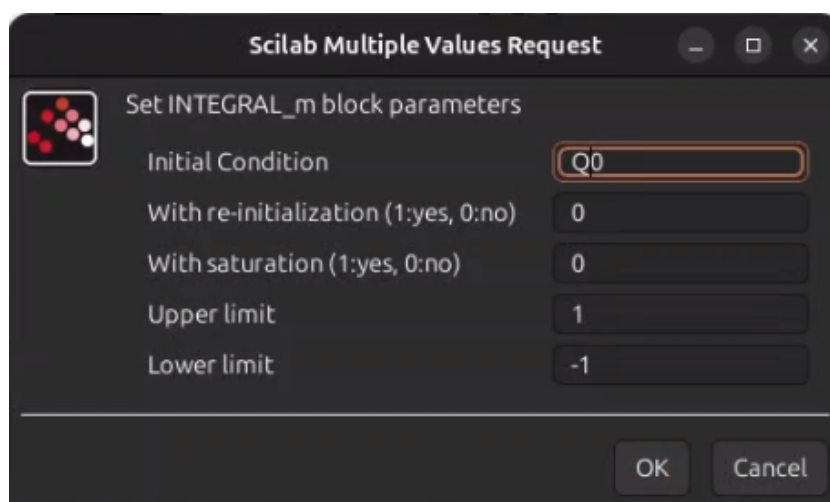 Scilab Multiple Values Request
Set INTEGRAL_m block parameters
Initial Condition Q0
With re-initialization (1:yes, 0:no) 0
With saturation (1:yes, 0:no) 0
Upper limit 1
Lower limit -1
OK Cancel